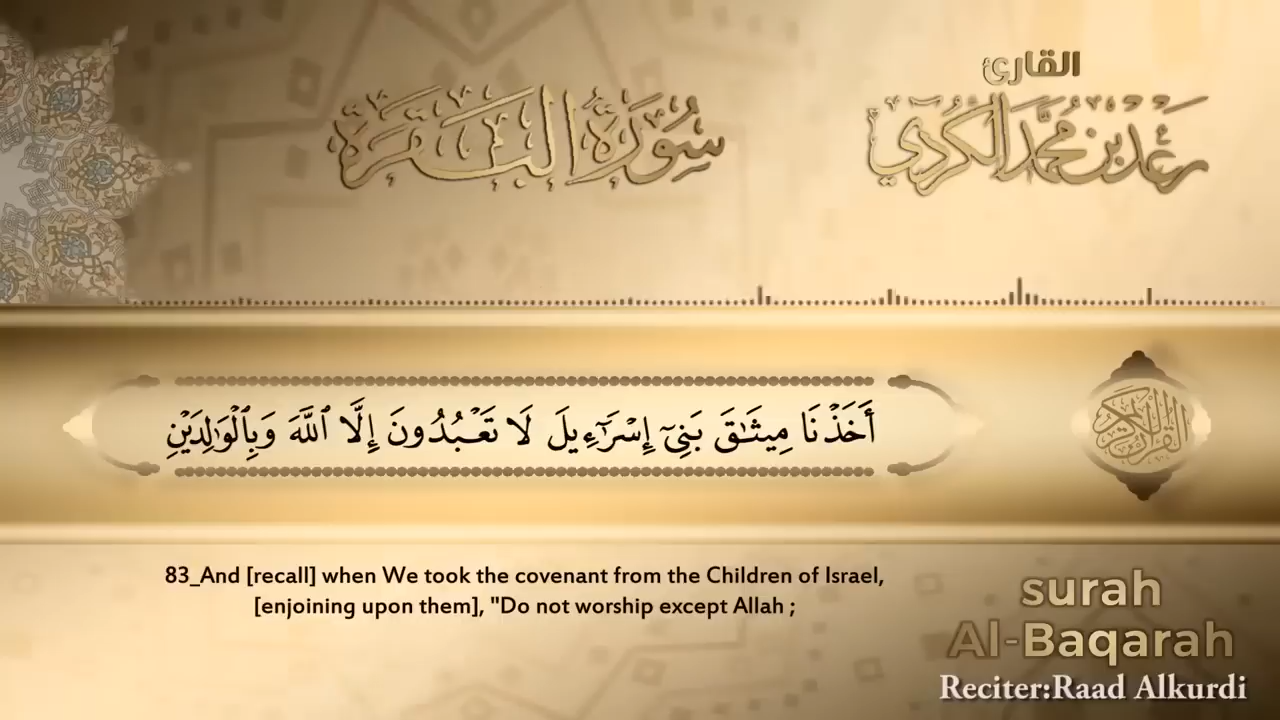 القارئ
سُورَةُ البَقَرَةِ
رعد بن محمد الكردي
أَخَذْنَا مِيثَٰقَ بَنِىٓ إِسْرَٰٓءِيلَ لَا تَعْبُدُونَ إِلَّا ٱللَّهَ وَبِٱلْوَٰلِدَيْنِ
القرآن الكريم
83_And [recall] when We took the covenant from the Children of Israel,
[enjoining upon them], "Do not worship except Allah ;
surah
Al-Baqarah
Reciter:Raad Alkurdi